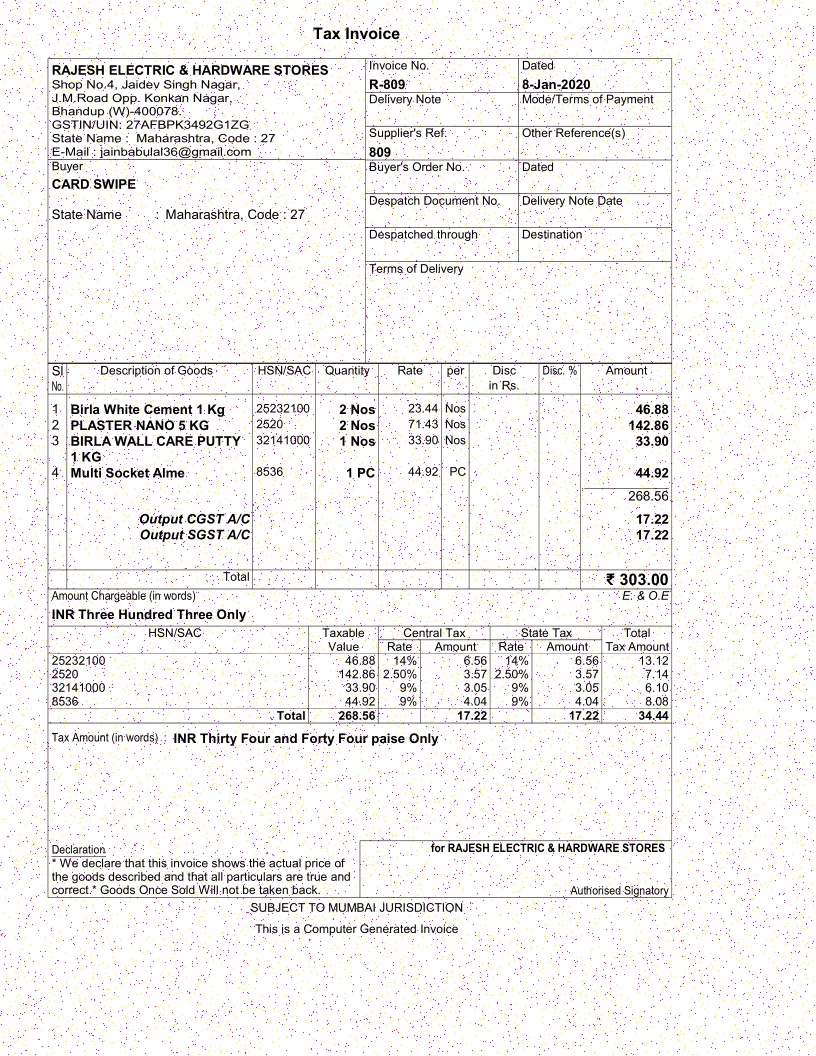 Tax Invoice
RAJESH ELECTRIC & HARDWARE STORES
Shop No.4, Jaidev Singh Nagar,
J.M.Road Opp. Konkan Nagar,
Bhandup (W)-400078.
GSTIN/UIN: 27AFBPK3492G1ZG
State Name : Maharashtra, Code : 27
E-Mail : jainbabulal36@gmail.com
Invoice No. Dated
R-809 8-Jan-2020
Delivery Note Mode/Terms of Payment
Supplier's Ref. Other Reference(s)
809
Buyer
CARD SWIPE
State Name : Maharashtra, Code : 27
Buyer's Order No. Dated
Despatch Document No. Delivery Note Date
Despatched through Destination
Terms of Delivery
Sl Description of Goods HSN/SAC Quantity Rate per Disc Disc. % Amount
No. in Rs.
1 Birla White Cement 1 Kg 25232100 2 Nos 23.44 Nos 46.88
2 PLASTER NANO 5 KG 2520 2 Nos 71.43 Nos 142.86
3 BIRLA WALL CARE PUTTY 32141000 1 Nos 33.90 Nos 33.90
1 KG
4 Multi Socket Alme 8536 1 PC 44.92 PC 44.92
268.56
Output CGST A/C 17.22
Output SGST A/C 17.22
Total ₹ 303.00
Amount Chargeable (in words) E. & O.E
INR Three Hundred Three Only
HSN/SAC Taxable Central Tax State Tax Total
Value Rate Amount Rate Amount Tax Amount
25232100 46.88 14% 6.56 14% 6.56 13.12
2520 142.86 2.50% 3.57 2.50% 3.57 7.14
32141000 33.90 9% 3.05 9% 3.05 6.10
8536 44.92 9% 4.04 9% 4.04 8.08
Total 268.56 17.22 17.22 34.44
Tax Amount (in words) : INR Thirty Four and Forty Four paise Only
Declaration
* We declare that this invoice shows the actual price of
the goods described and that all particulars are true and
correct.* Goods Once Sold Will not be taken back.
for RAJESH ELECTRIC & HARDWARE STORES
Authorised Signatory
SUBJECT TO MUMBAI JURISDICTION
This is a Computer Generated Invoice